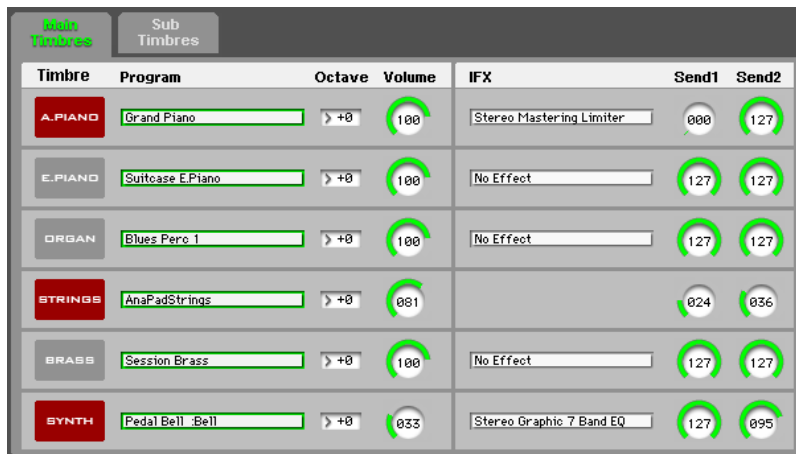 Main Timbres
Sub Timbres
Timbre Program Octave Volume IFX Send1 Send2
A.PIANO Grand Piano > +0 100 Stereo Mastering Limiter 000 127
E.PIANO Suitcase E.Piano > +0 100 No Effect 127 127
ORGAN Blues Perc 1 > +0 100 No Effect 127 127
STRINGS AnaPadStrings > +0 081 024 036
BRASS Session Brass > +0 100 No Effect 127 127
SYNTH Pedal Bell :Bell > +0 033 Stereo Graphic 7 Band EQ 127 095